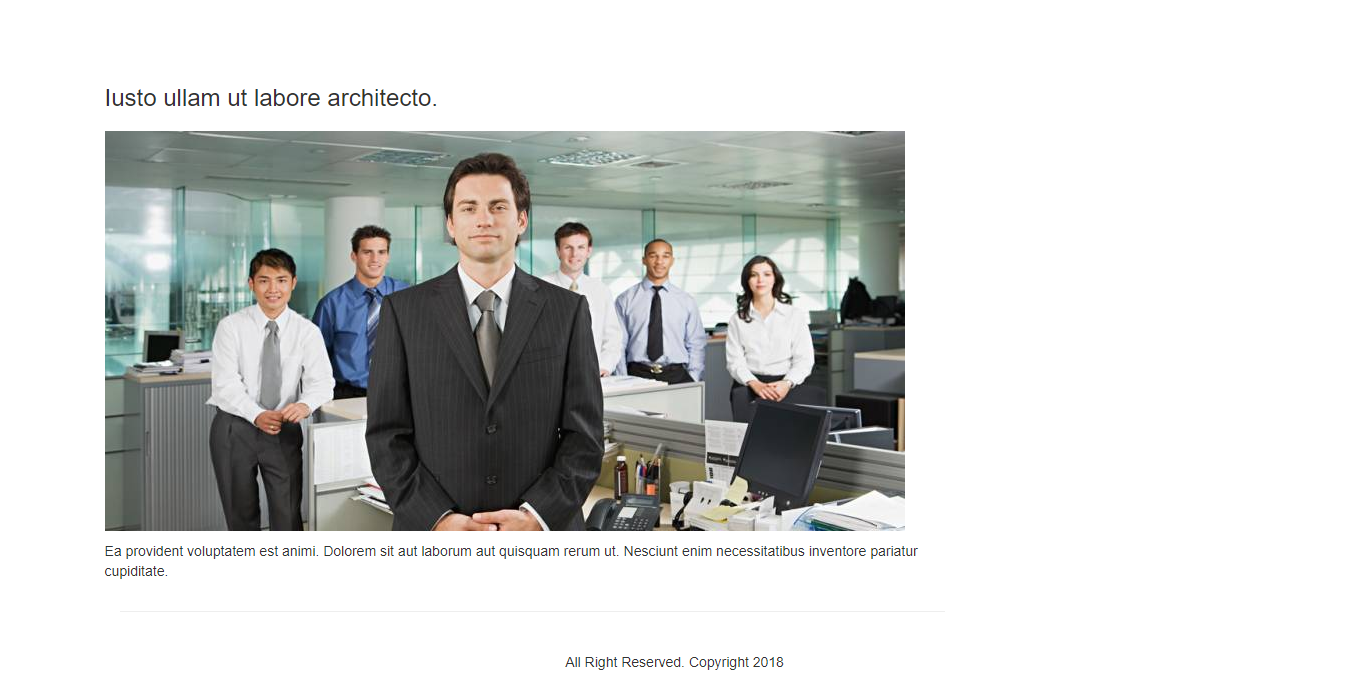 Iusto ullam ut labore architecto.
Ea provident voluptatem est animi. Dolorem sit aut laborum aut quisquam rerum ut. Nesciunt enim necessitatibus inventore pariatur
cupiditate.
All Right Reserved. Copyright 2018